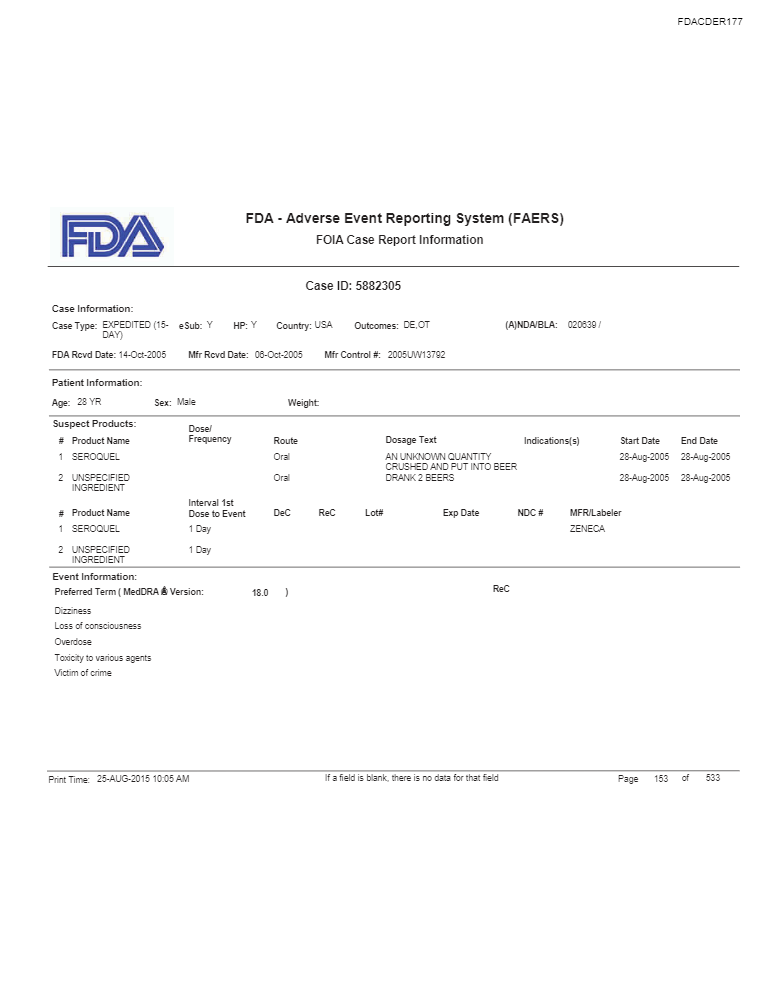 FDACDER177
FDA
FDA - Adverse Event Reporting System (FAERS)
FOIA Case Report Information
Case ID: 5882305
Case Information:
Case Type: EXPEDITED (15- eSub: Y HP: Y Country: USA Outcomes: DE,OT (A)NDA/BLA: 020639 /
DAY)
FDA Rcvd Date: 14-Oct-2005 Mfr Rcvd Date: 06-Oct-2005 Mfr Control #: 2005UW13792
Patient Information:
Age: 28 YR Sex: Male Weight:
Suspect Products:
Dose/
# Product Name Frequency Route Dosage Text Indications(s) Start Date End Date
1 SEROQUEL Oral AN UNKNOWN QUANTITY 28-Aug-2005 28-Aug-2005
CRUSHED AND PUT INTO BEER
2 UNSPECIFIED Oral DRANK 2 BEERS 28-Aug-2005 28-Aug-2005
INGREDIENT
Interval 1st
# Product Name Dose to Event DeC ReC Lot# Exp Date NDC # MFR/Labeler
1 SEROQUEL 1 Day ZENECA
2 UNSPECIFIED 1 Day
INGREDIENT
Event Information:
Preferred Term ( MedDRA Version: 18.0 ) ReC
Dizziness
Loss of consciousness
Overdose
Toxicity to various agents
Victim of crime
Print Time: 25-AUG-2015 10:05 AM If a field is blank, there is no data for that field Page 153 of 533